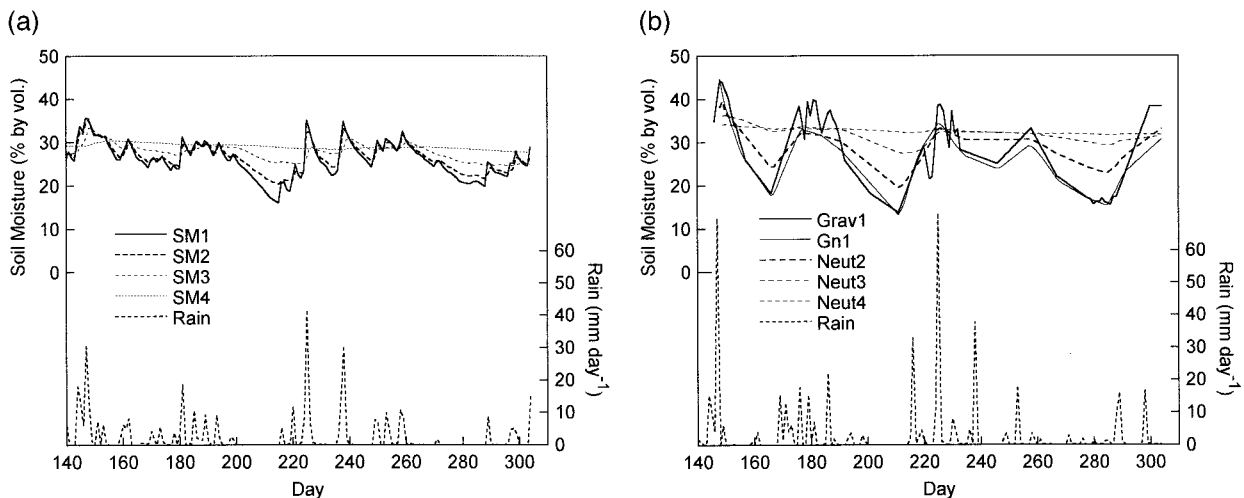 (a)
Soil Moisture (% by vol.)
50
40
30
20
10
0
SM1
SM2
SM3
SM4
Rain
60
50
40
30
20
10
0
Rain (mm day⁻¹)
140 160 180 200 220 240 260 280 300
Day
(b)
Soil Moisture (% by vol.)
50
40
30
20
10
0
Grav1
Gn1
Neut2
Neut3
Neut4
Rain
60
50
40
30
20
10
0
Rain (mm day⁻¹)
140 160 180 200 220 240 260 280 300
Day